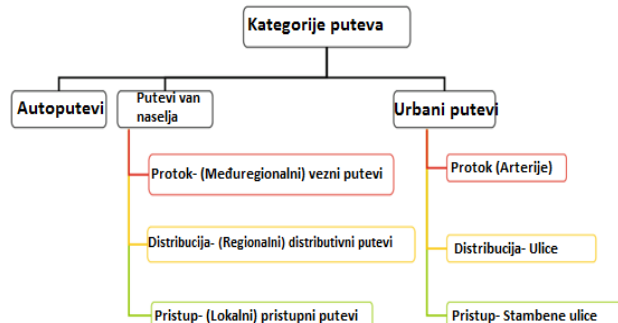 Kategorije puteva
Autoputevi
Putevi van
naselja
Urbani putevi
Protok- (Međuregionalni) vezni putevi
Protok (Arterije)
Distribucija- (Regionalni) distributivni putevi
Distribucija- Ulice
Pristup- (Lokalni) pristupni putevi
Pristup- Stambene ulice